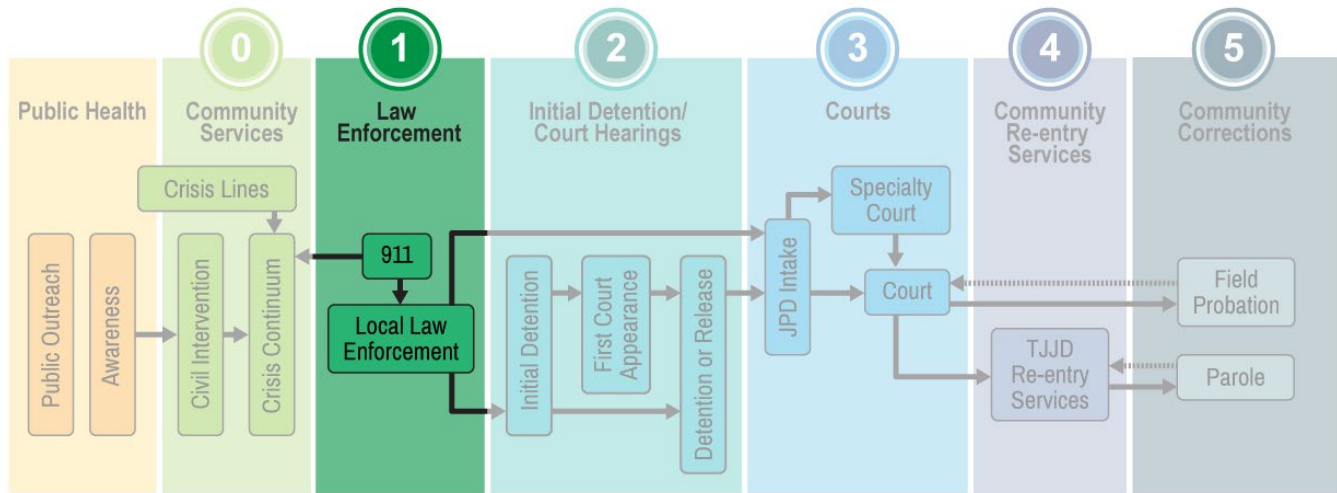 0
1
2
3
4
5
Public Health
Community
Services
Law
Enforcement
Initial Detention/
Court Hearings
Courts
Community
Re-entry
Services
Community
Corrections
Public Outreach
Awareness
Crisis Lines
Civil Intervention
Crisis Continuum
911
Local Law
Enforcement
Initial Detention
First Court
Appearance
Detention or Release
JPD Intake
Specialty
Court
Court
TJJD
Re-entry
Services
Field
Probation
Parole